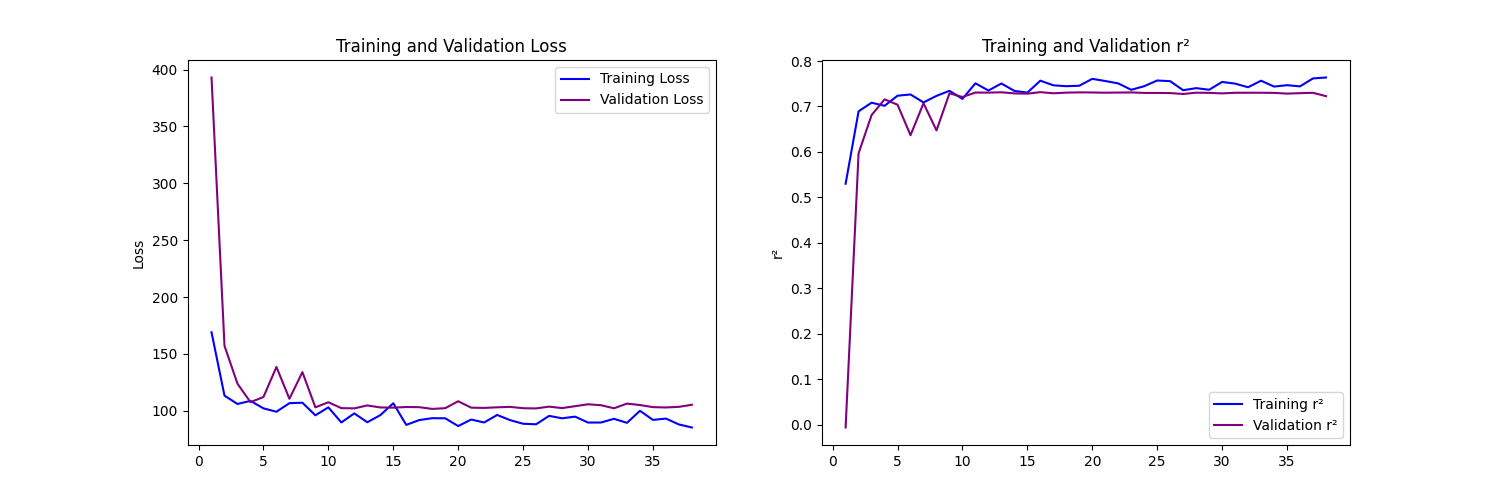 Training and Validation Loss
400
350
300
250
200
150
100
Loss
0 5 10 15 20 25 30 35
Training Loss
Validation Loss
Training and Validation r²
0.8
0.7
0.6
0.5
0.4
0.3
0.2
0.1
0.0
r²
0 5 10 15 20 25 30 35
Training r²
Validation r²